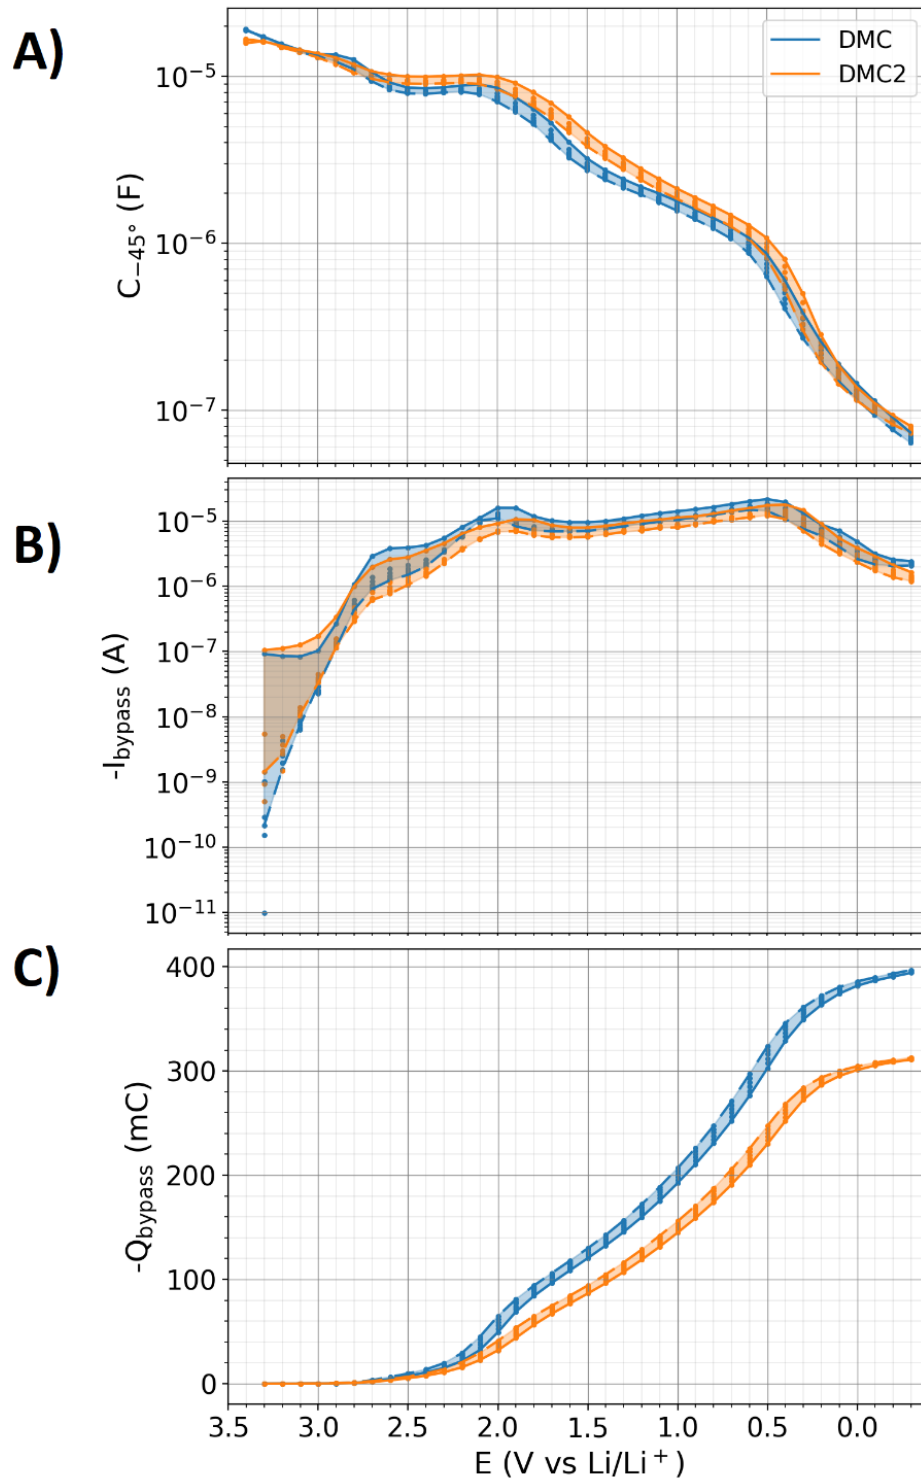 A)
DMC
DMC2
C₋₄₅° (F)
10⁻⁵
10⁻⁶
10⁻⁷
B)
-I_bypass (A)
10⁻⁵
10⁻⁶
10⁻⁷
10⁻⁸
10⁻⁹
10⁻¹⁰
10⁻¹¹
C)
-Q_bypass (mC)
400
300
200
100
0
3.5 3.0 2.5 2.0 1.5 1.0 0.5 0.0
E (V vs Li/Li⁺)